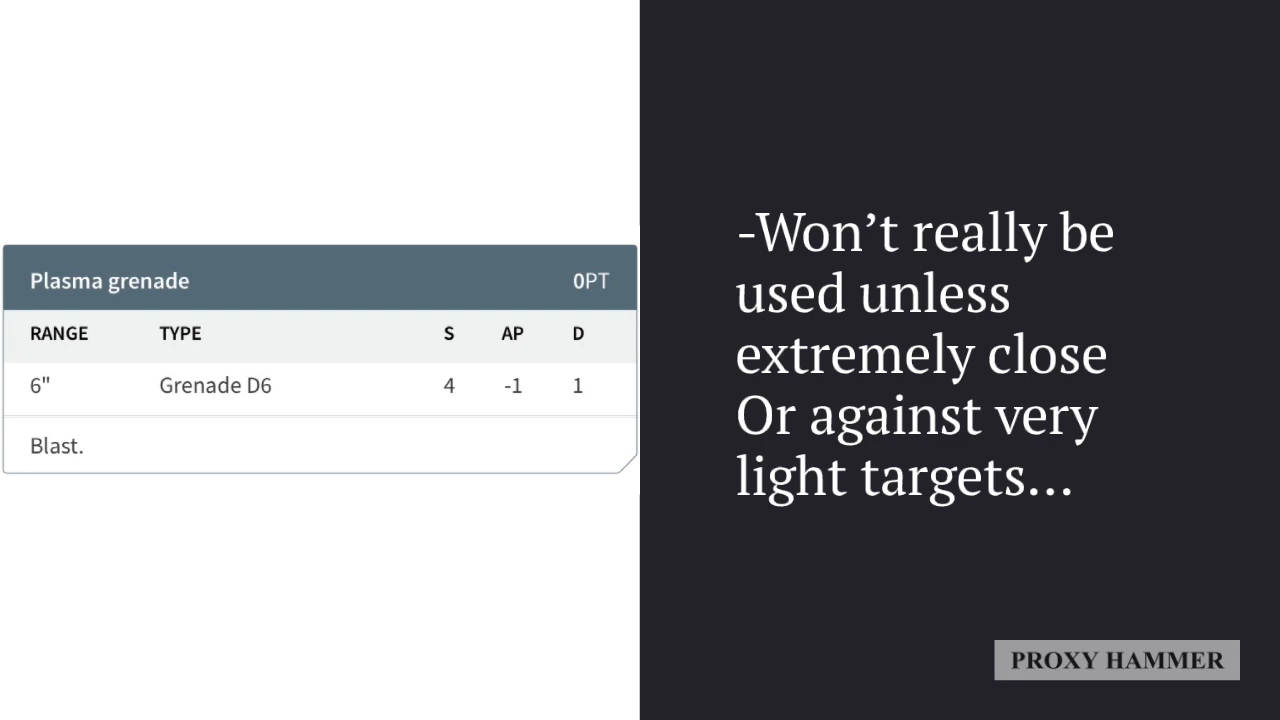 Plasma grenade 0PT
RANGE TYPE S AP D
6" Grenade D6 4 -1 1
Blast.
-Won’t really be
used unless
extremely close
Or against very
light targets...
PROXY HAMMER